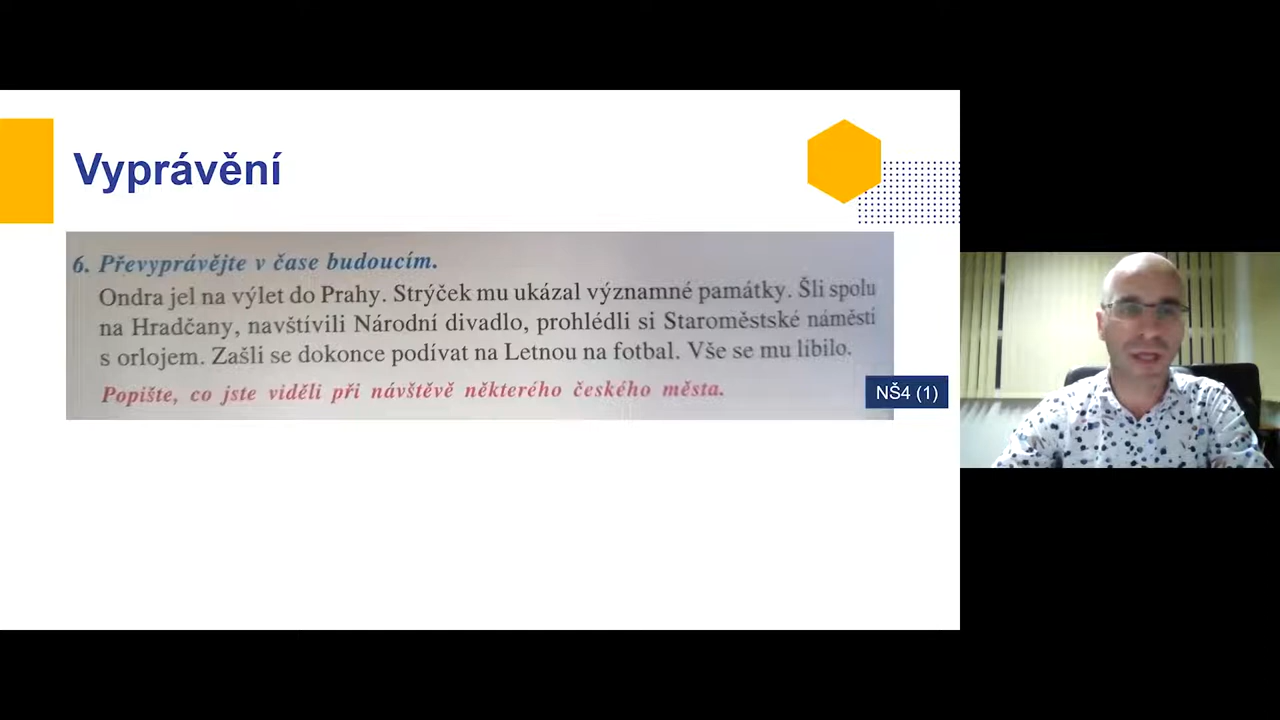 Vyprávění
6. Převyprávějte v čase budoucím.
Ondra jel na výlet do Prahy. Strýček mu ukázal významné památky. Šli spolu
na Hradčany, navštívili Národní divadlo, prohlédli si Staroměstské náměstí
s orlojem. Zašli se dokonce podívat na Letnou na fotbal. Vše se mu líbilo.
Popište, co jste viděli při návštěvě některého českého města.
NŠ4 (1)